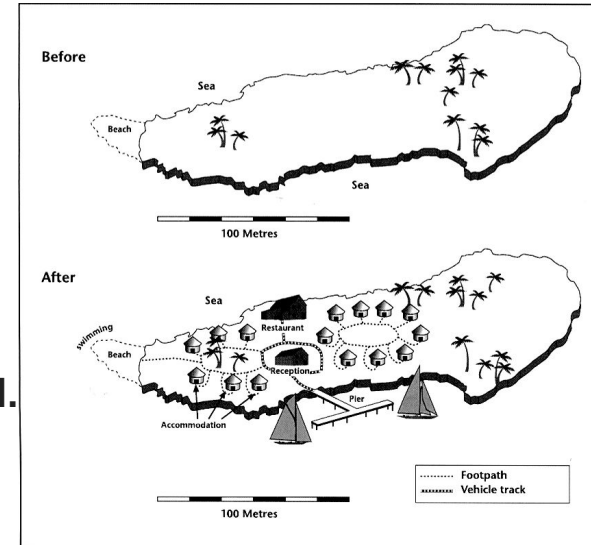 Before
Sea
Beach
Sea
100 Metres
After
Sea
swimming
Restaurant
Beach
Reception
Pier
Accommodation
Footpath
Vehicle track
100 Metres